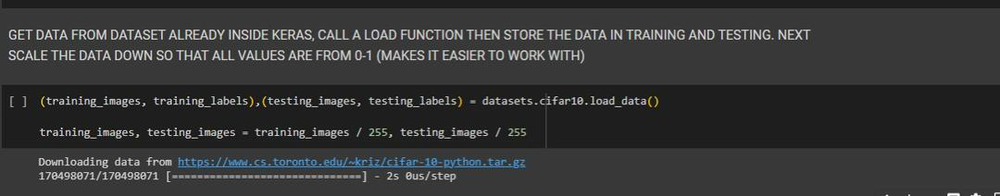 GET DATA FROM DATASET ALREADY INSIDE KERAS, CALL A LOAD FUNCTION THEN STORE THE DATA IN TRAINING AND TESTING. NEXT
SCALE THE DATA DOWN SO THAT ALL VALUES ARE FROM 0-1 (MAKES IT EASIER TO WORK WITH)
[ ] (training_images, training_labels),(testing_images, testing_labels) = datasets.cifar10.load_data()
training_images, testing_images = training_images / 255, testing_images / 255
Downloading data from https://www.cs.toronto.edu/~kriz/cifar-10-python.tar.gz
170498071/170498071 [==============================] - 2s 0us/step